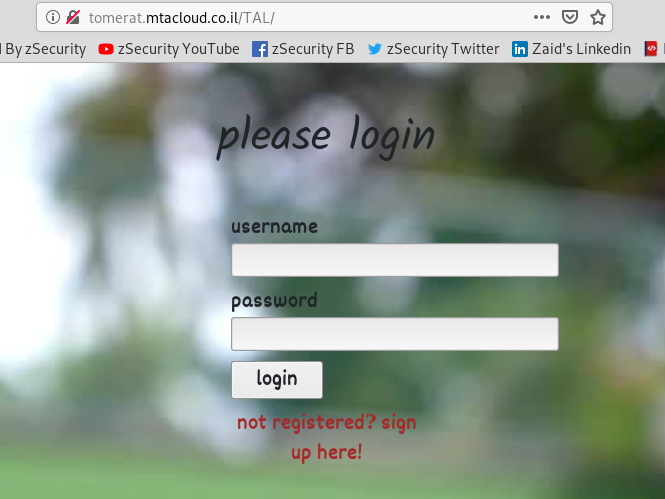 tomerat.mtacloud.co.il/TAL/
By zSecurity zSecurity YouTube zSecurity FB zSecurity Twitter Zaid's Linkedin
please login
username
password
login
not registered? sign
up here!